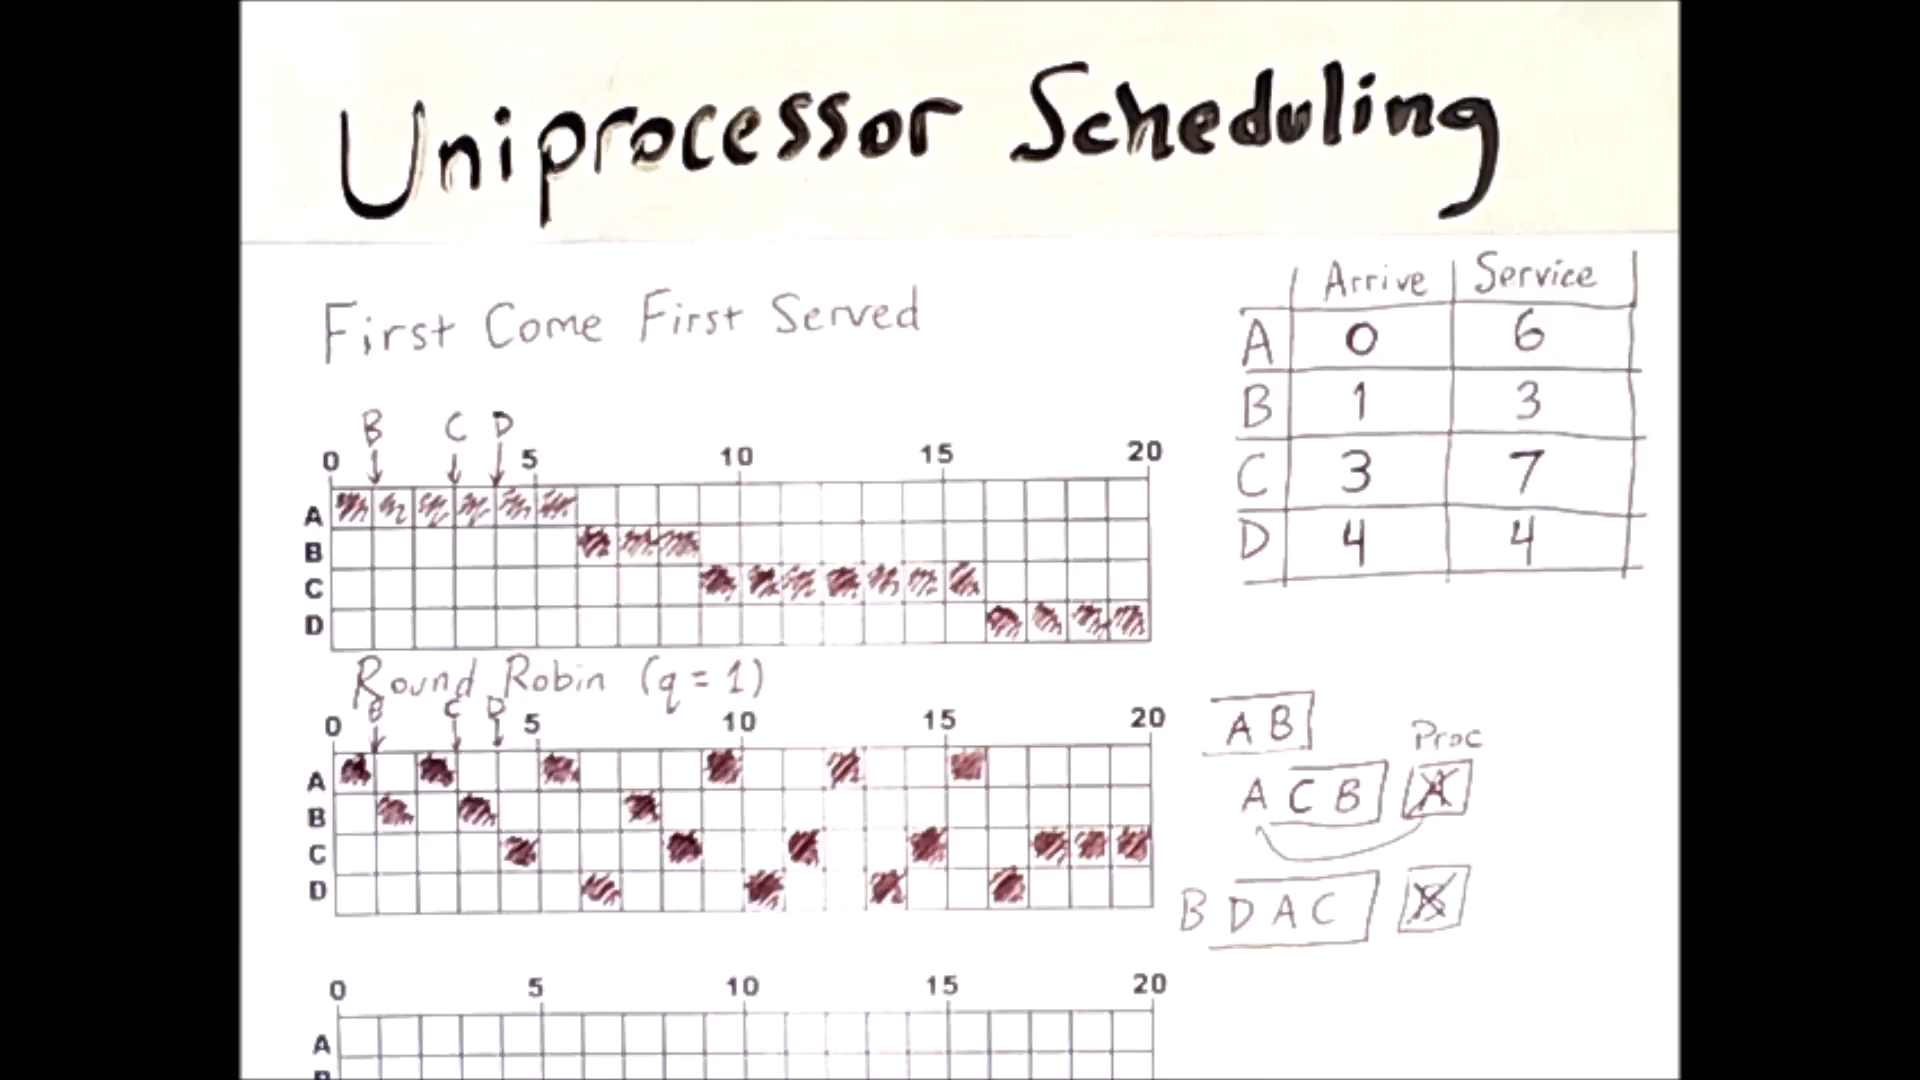 Uniprocessor Scheduling
First Come First Served
Arrive Service
A 0 6
B 1 3
C 3 7
D 4 4
B C D
0 5 10 15 20
A
B
C
D
Round Robin (q = 1)
B C D
0 5 10 15 20
A
B
C
D
A B
Proc
A C B A
B D A C B
0 5 10 15 20
A
B